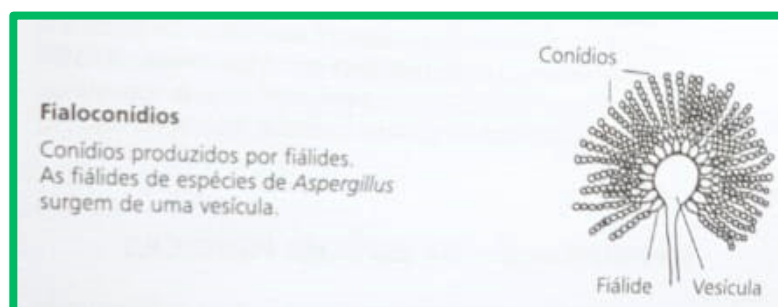 Conídios
Fialoconídios
Conídios produzidos por fiálides.
As fiálides de espécies de Aspergillus
surgem de uma vesícula.
Fiálide
Vesícula